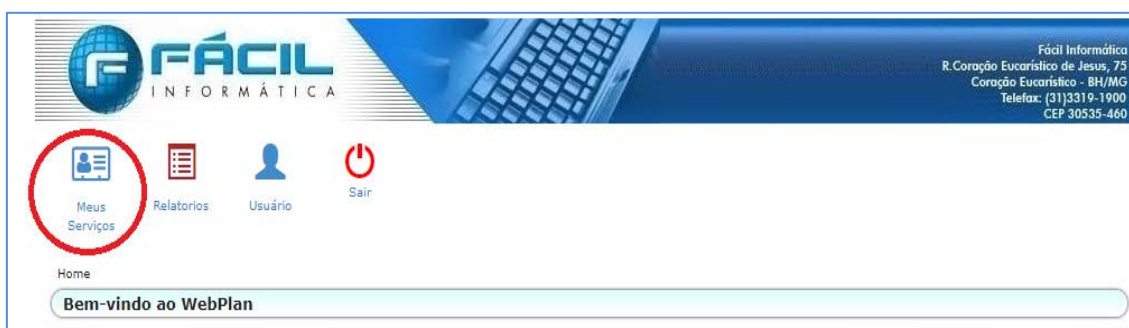 FÁCIL
INFORMÁTICA
Fácil Informática
R.Coração Eucarístico de Jesus, 75
Coração Eucarístico - BH/MG
Telefax: (31)3319-1900
CEP 30535-460
Meus
Serviços
Relatorios
Usuário
Sair
Home
Bem-vindo ao WebPlan